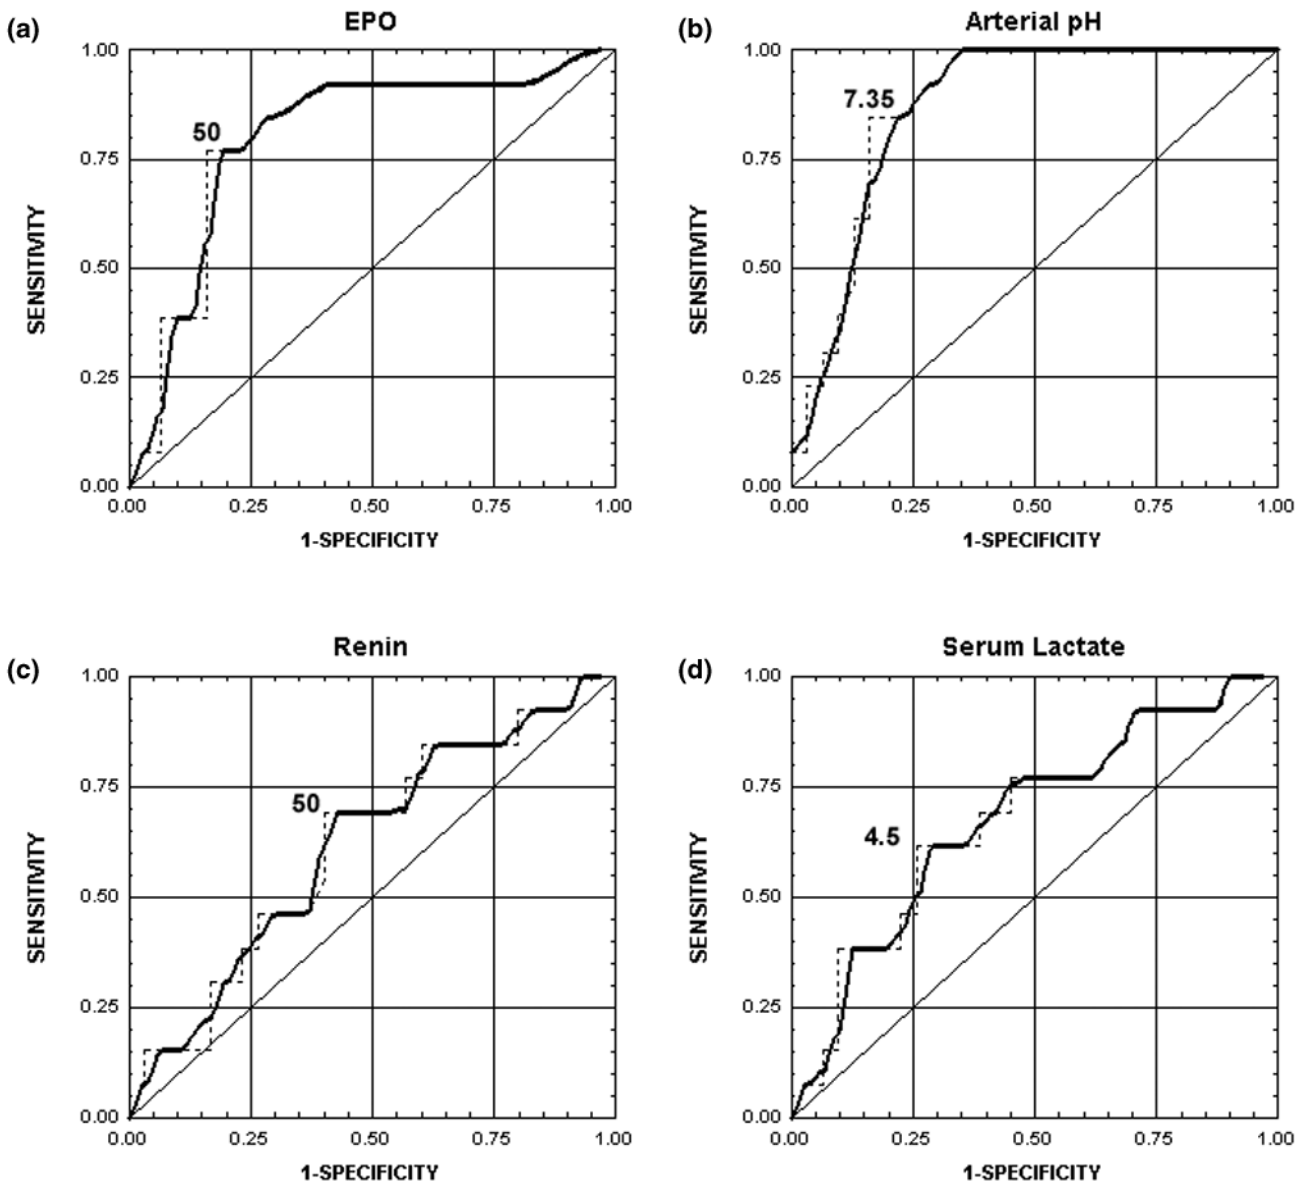 (a)
EPO
SENSITIVITY
1.00
0.75
0.50
0.25
0.00
50
0.00 0.25 0.50 0.75 1.00
1-SPECIFICITY
(b)
Arterial pH
SENSITIVITY
1.00
0.75
0.50
0.25
0.00
7.35
0.00 0.25 0.50 0.75 1.00
1-SPECIFICITY
(c)
Renin
SENSITIVITY
1.00
0.75
0.50
0.25
0.00
50
0.00 0.25 0.50 0.75 1.00
1-SPECIFICITY
(d)
Serum Lactate
SENSITIVITY
1.00
0.75
0.50
0.25
0.00
4.5
0.00 0.25 0.50 0.75 1.00
1-SPECIFICITY